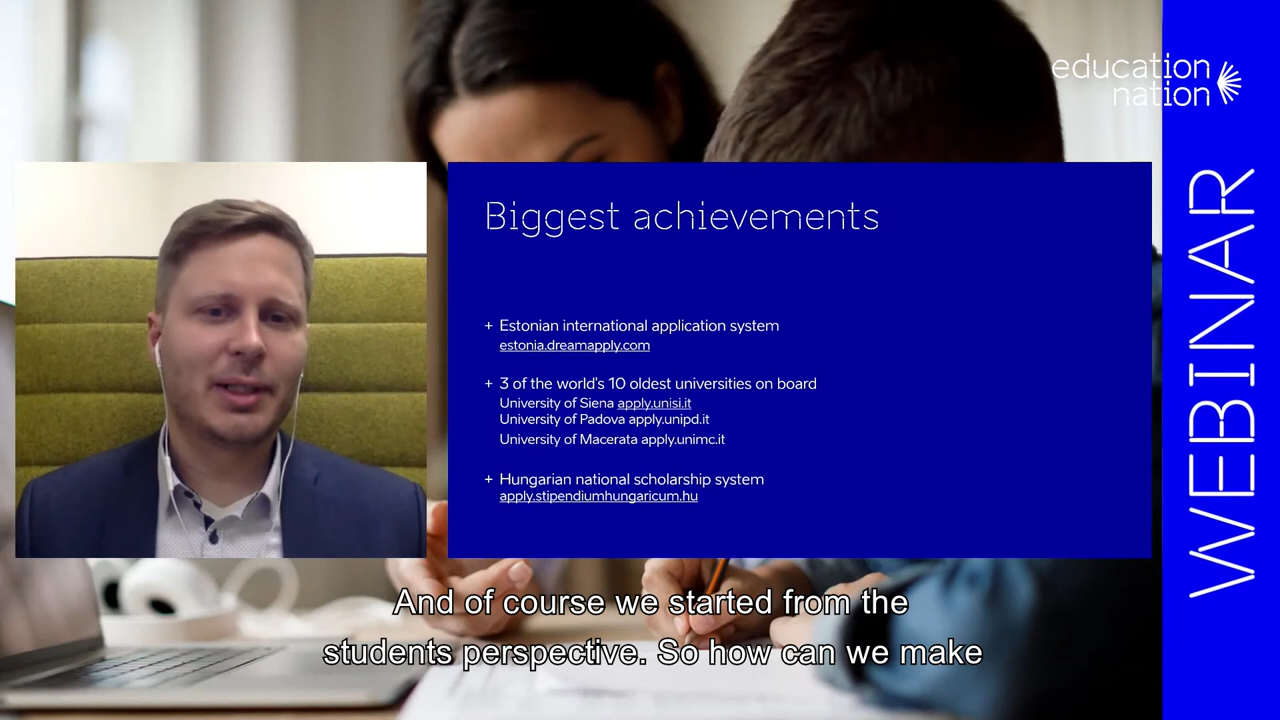 education
nation
WEBINAR
Biggest achievements
+ Estonian international application system
estonia.dreamapply.com
+ 3 of the world's 10 oldest universities on board
University of Siena apply.unisi.it
University of Padova apply.unipd.it
University of Macerata apply.unimc.it
+ Hungarian national scholarship system
apply.stipendiumhungaricum.hu
And of course we started from the
students perspective. So how can we make